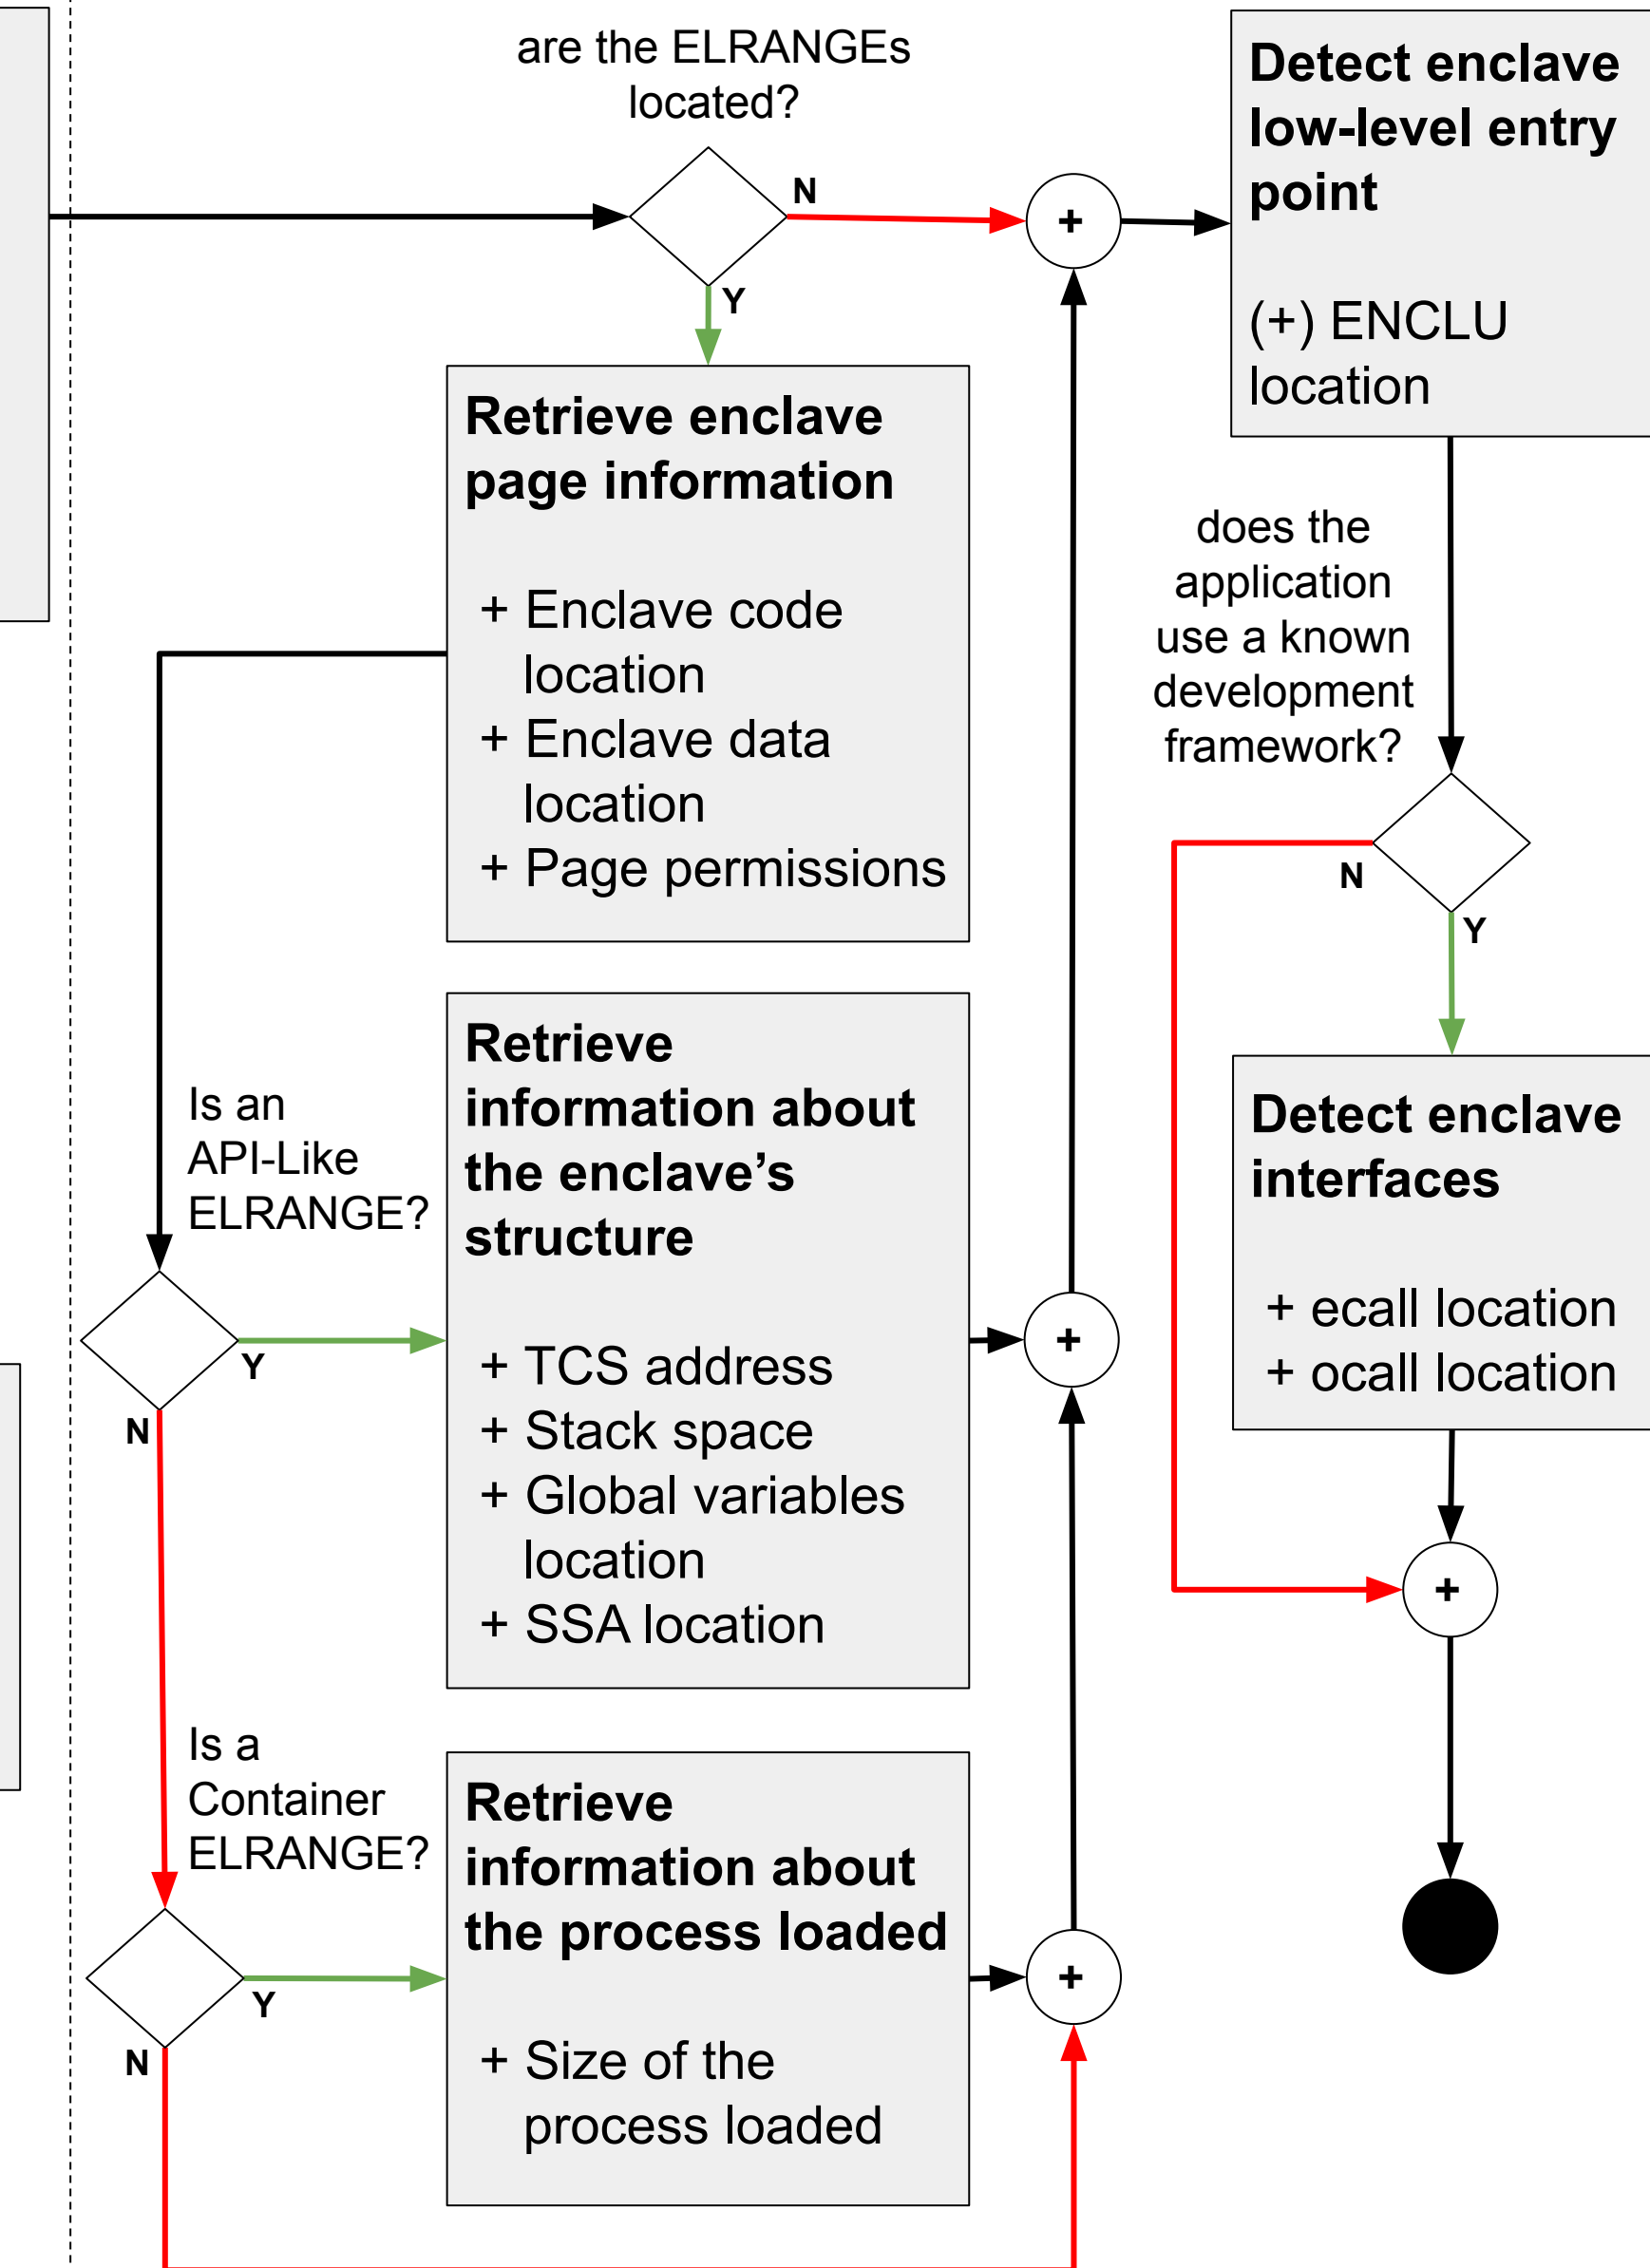 are the ELRANGEs
located?
N
+
Y
Retrieve enclave
page information
+ Enclave code
location
+ Enclave data
location
+ Page permissions
Is an
API-Like
ELRANGE?
Y
N
Retrieve
information about
the enclave’s
structure
+ TCS address
+ Stack space
+ Global variables
location
+ SSA location
+
Is a
Container
ELRANGE?
Y
N
Retrieve
information about
the process loaded
+ Size of the
process loaded
+
Detect enclave
low-level entry
point
(+) ENCLU
location
does the
application
use a known
development
framework?
N
Y
Detect enclave
interfaces
+ ecall location
+ ocall location
+